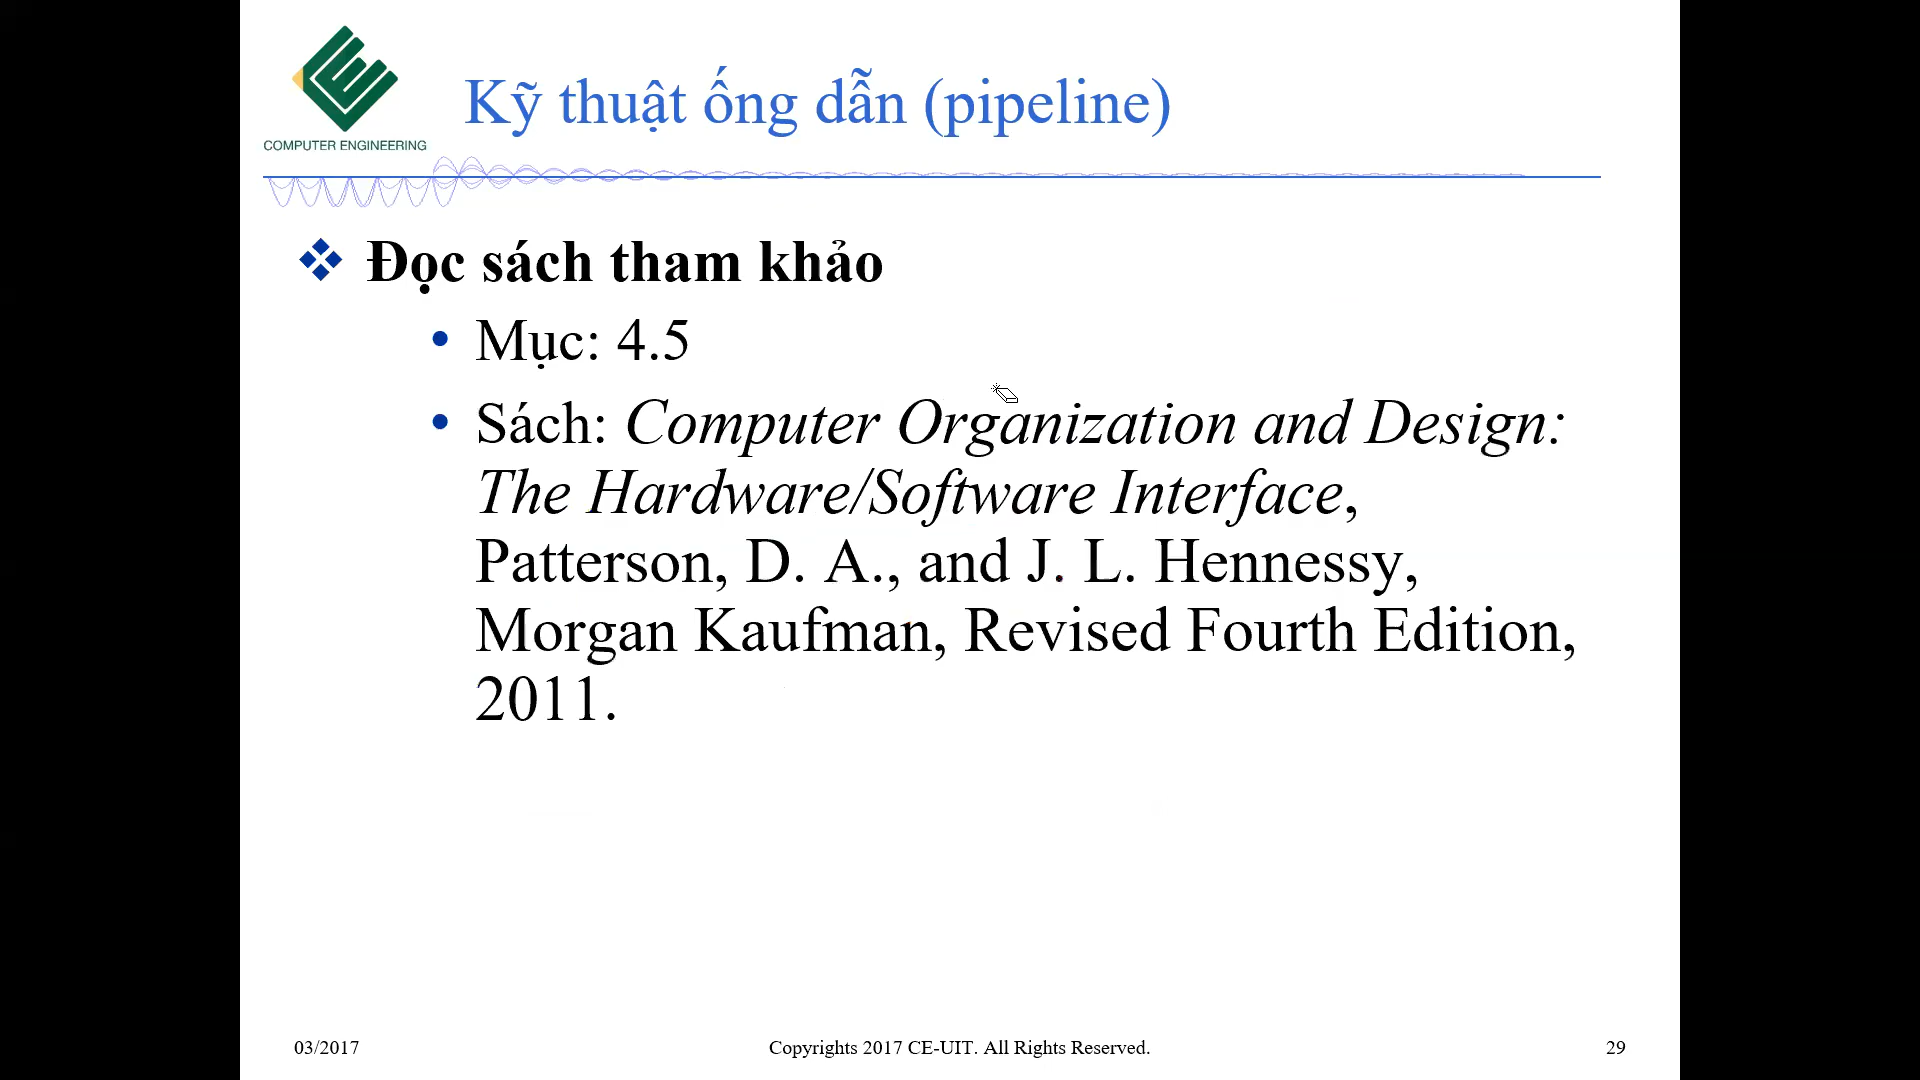 Kỹ thuật ống dẫn (pipeline)
COMPUTER ENGINEERING
Đọc sách tham khảo
• Mục: 4.5
• Sách: Computer Organization and Design:
The Hardware/Software Interface,
Patterson, D. A., and J. L. Hennessy,
Morgan Kaufman, Revised Fourth Edition,
2011.
03/2017
Copyrights 2017 CE-UIT. All Rights Reserved.
29